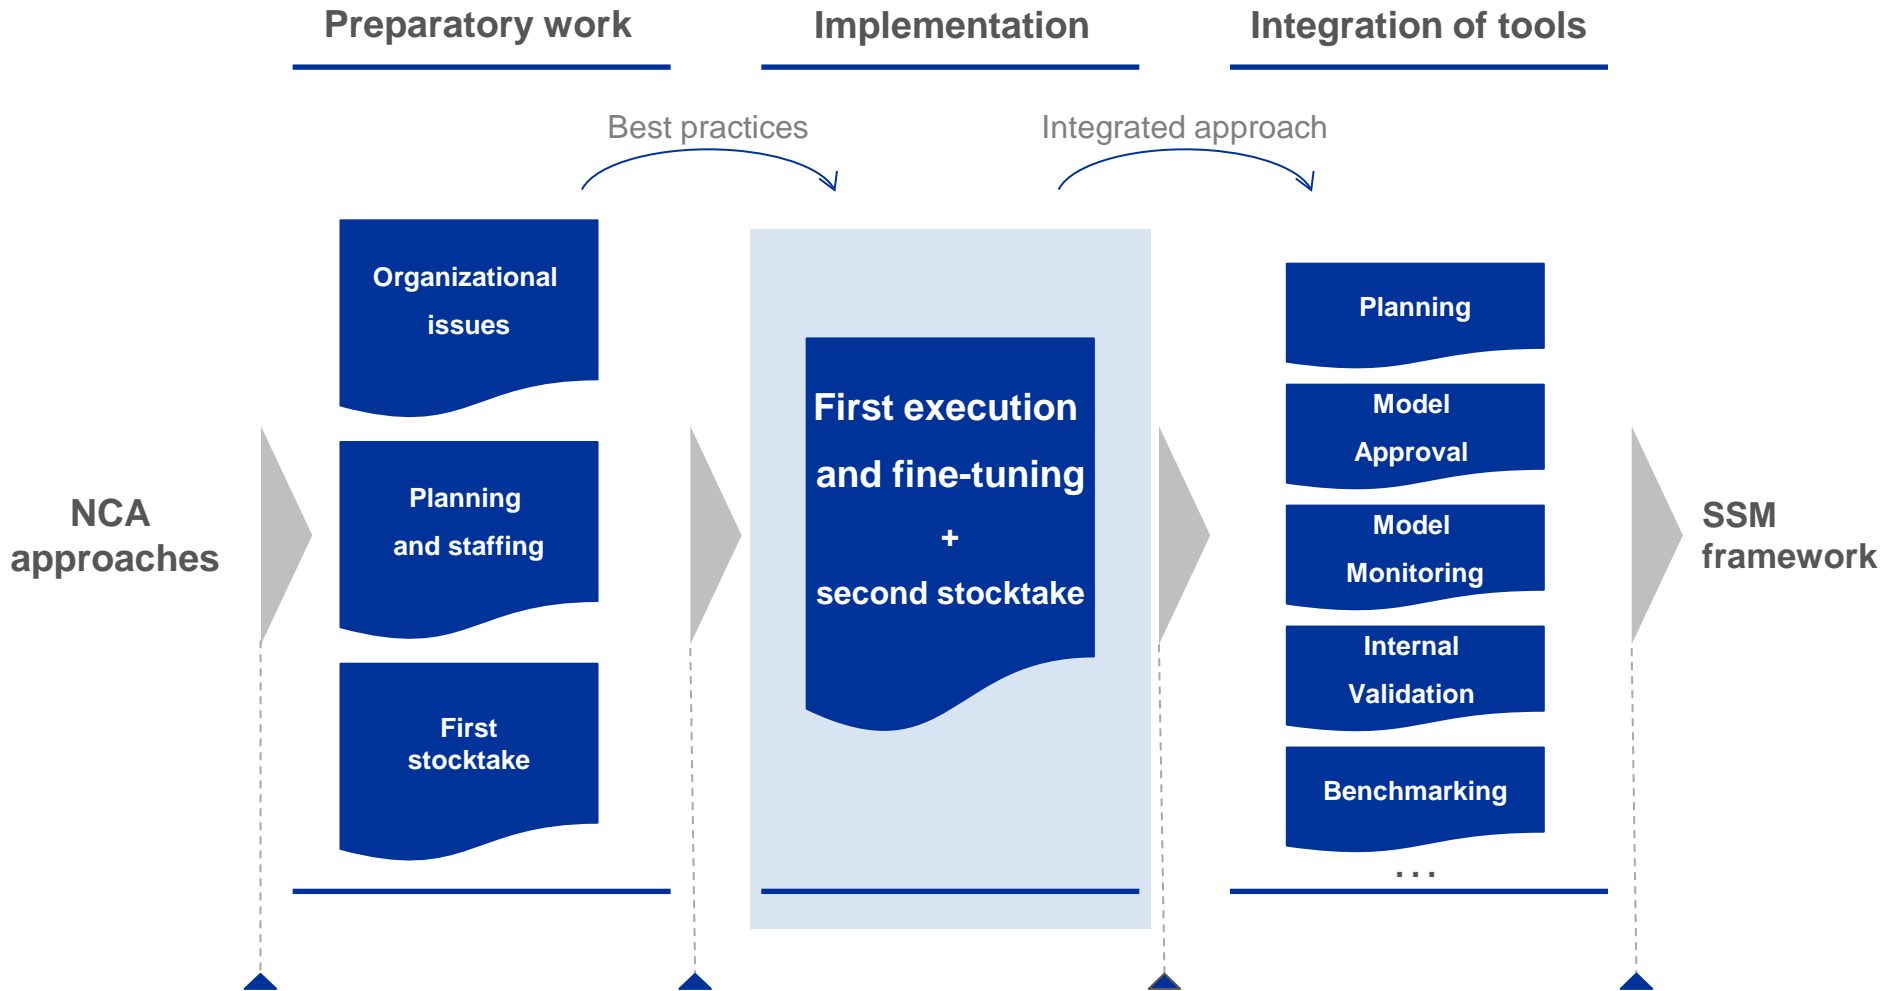 Preparatory work
Implementation
Integration of tools
Best practices
Integrated approach
NCA
approaches
Organizational
issues
Planning
and staffing
First
stocktake
First execution
and fine-tuning
+
second stocktake
Planning
Model
Approval
Model
Monitoring
Internal
Validation
Benchmarking
...
SSM
framework